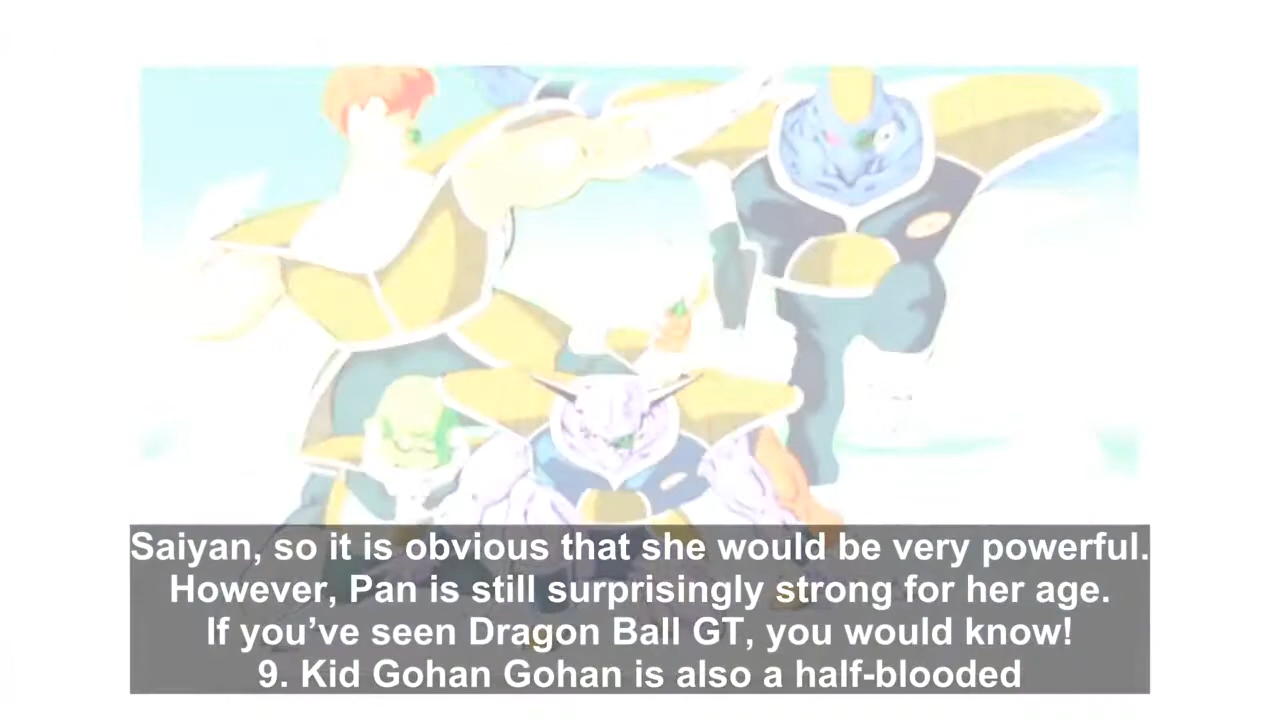 Saiyan, so it is obvious that she would be very powerful.
However, Pan is still surprisingly strong for her age.
If you’ve seen Dragon Ball GT, you would know!
9. Kid Gohan Gohan is also a half-blooded